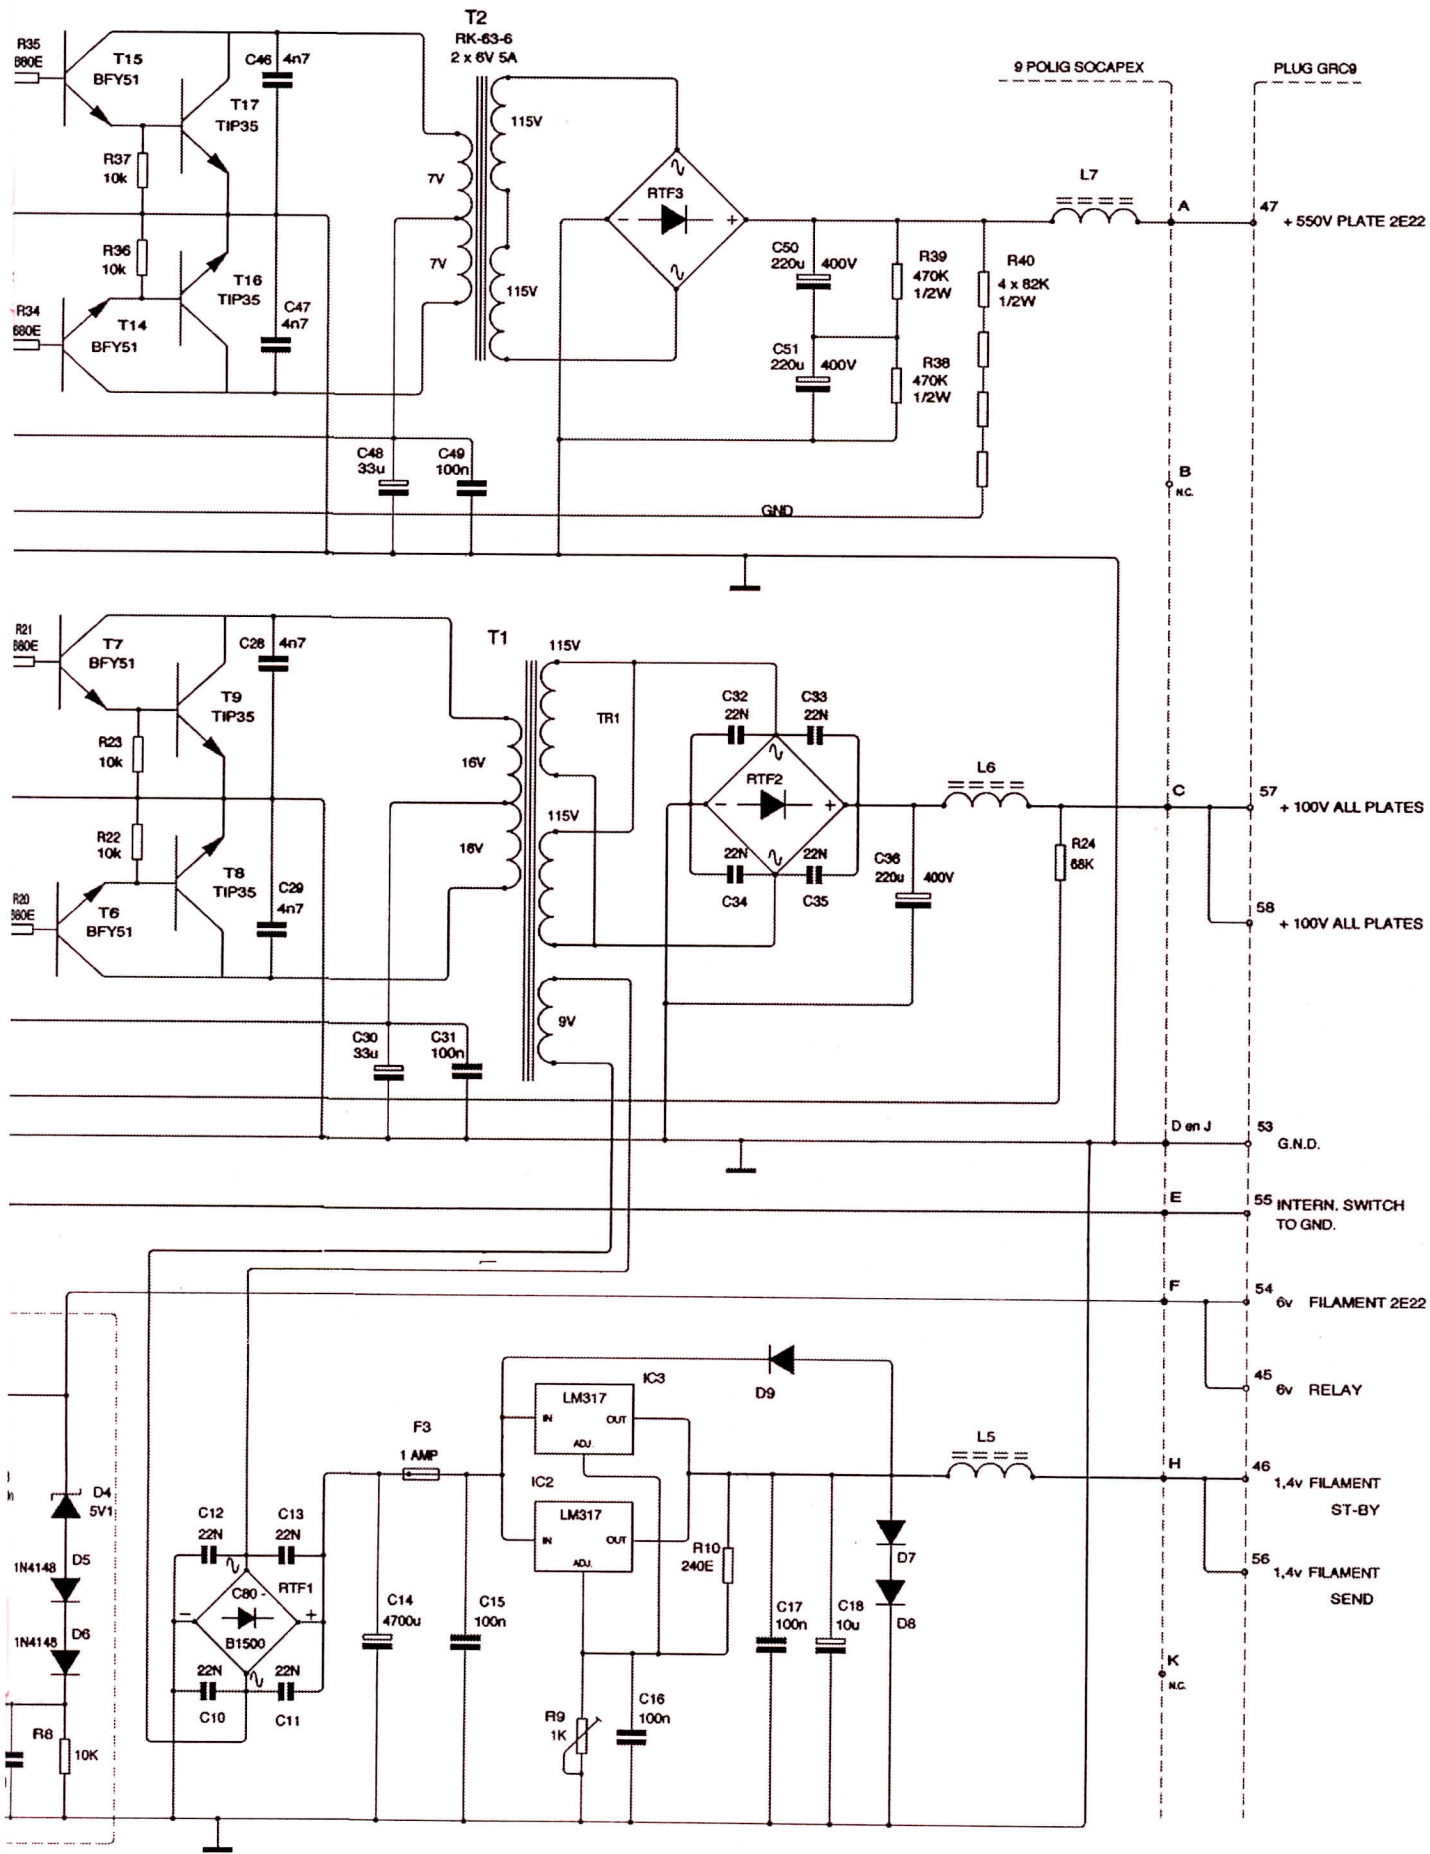 T2
RK-63-6
2 x 6V 5A
9 POLIG SOCAPEX
PLUG GRC9
R35
680E
T15
BFY51
C46 4n7
T17
TIP35
R37
10k
R36
10k
T16
TIP35
C47
4n7
R34
680E
T14
BFY51
7V
7V
115V
115V
RTF3
- +
C50
220u 400V
C51
220u 400V
R39
470K
1/2W
R38
470K
1/2W
R40
4 x 82K
1/2W
L7
A
47
+ 550V PLATE 2E22
C48
33u
C49
100n
B
N.C.
GND
R21
680E
T7
BFY51
C28 4n7
T9
TIP35
R23
10k
R22
10k
T8
TIP35
C29
4n7
R20
680E
T6
BFY51
T1
16V
16V
115V
TR1
115V
9V
C32
22N
C33
22N
RTF2
- +
22N
C34
22N
C35
C36
220u 400V
L6
R24
68K
C
57
+ 100V ALL PLATES
58
+ 100V ALL PLATES
C30
33u
C31
100n
D en J
53
G.N.D.
E
55 INTERN. SWITCH
TO GND.
F
54
6v FILAMENT 2E22
45
6v RELAY
D9
IC3
LM317
IN
OUT
ADJ.
F3
1 AMP
IC2
LM317
IN
OUT
ADJ.
L5
H
46
1,4v FILAMENT
ST-BY
56
1,4v FILAMENT
SEND
D4
5V1
1N4148
D5
1N4148
D6
R8
10K
C12
22N
C13
22N
C80 -
RTF1
- +
B1500
22N
C10
22N
C11
C14
4700u
C15
100n
R10
240E
R9
1K
C16
100n
C17
100n
C18
10u
D7
D8
K
N.C.